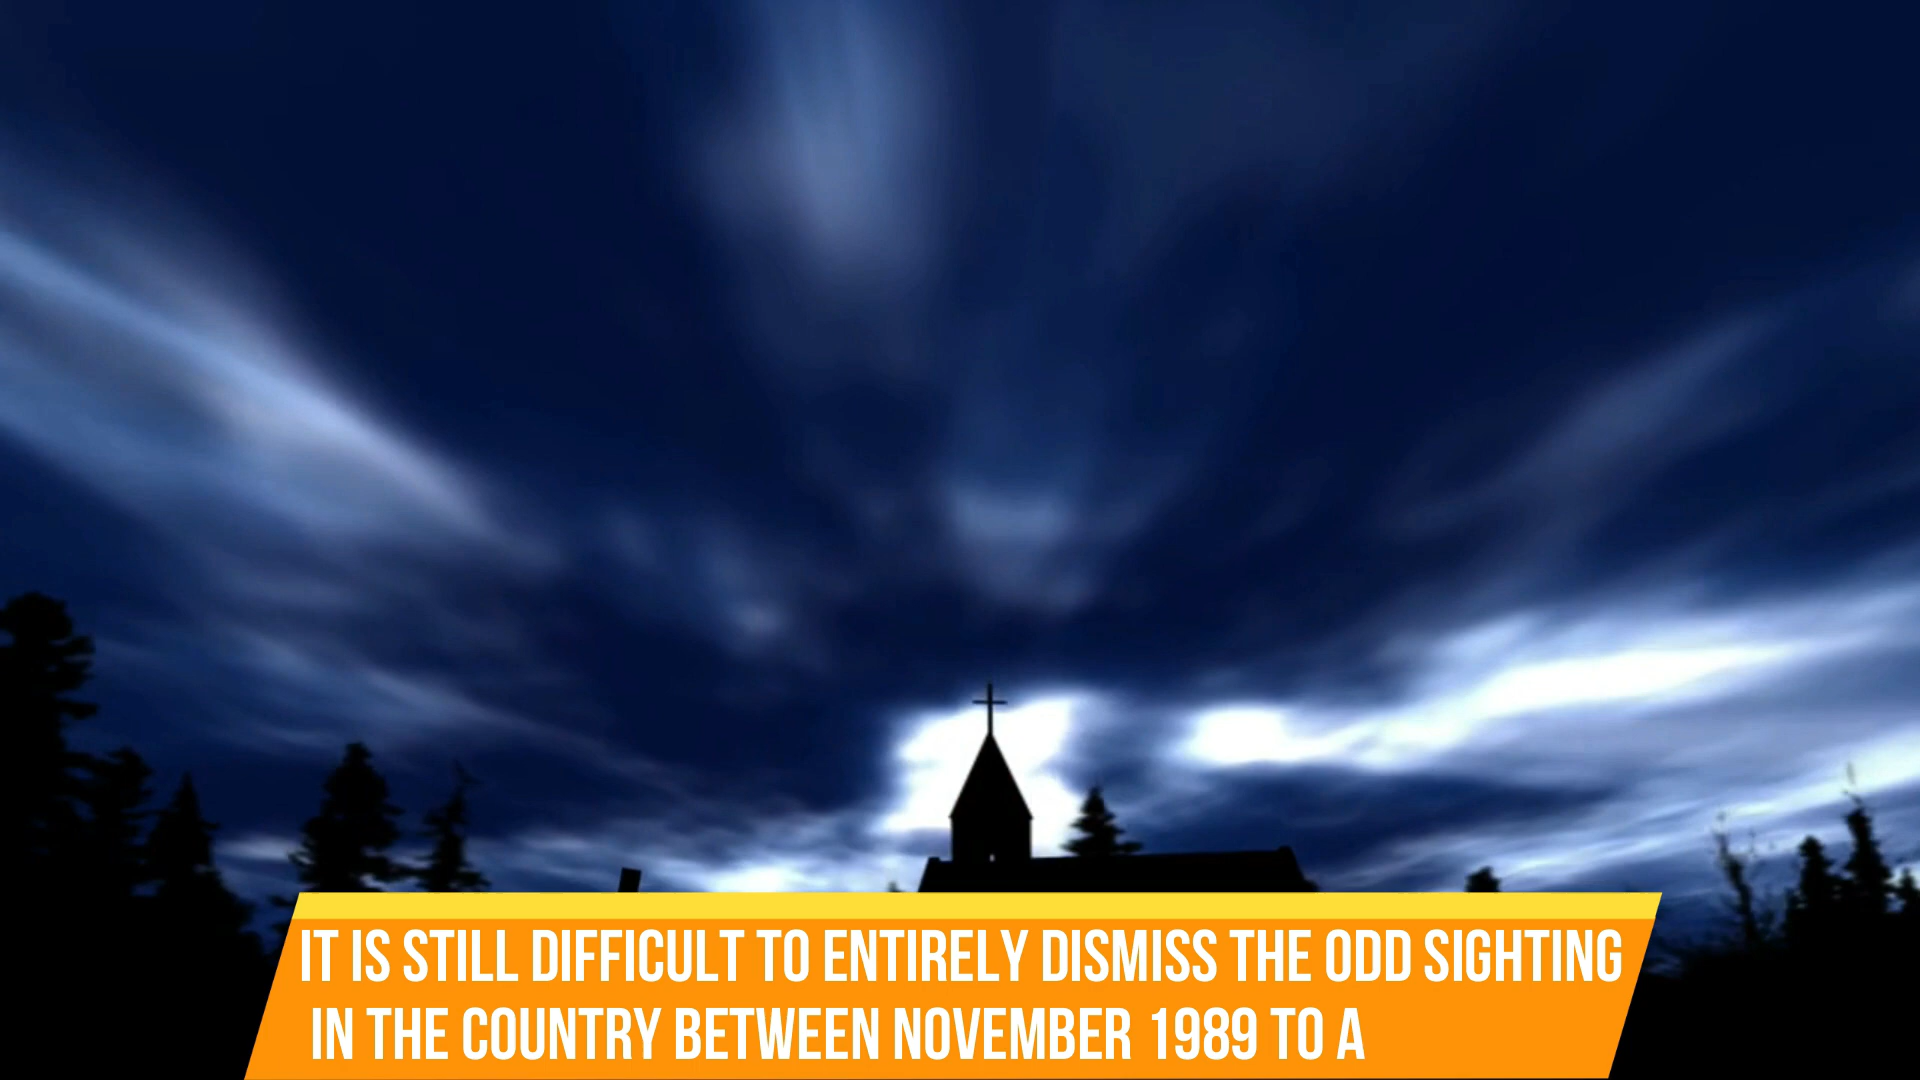 IT IS STILL DIFFICULT TO ENTIRELY DISMISS THE ODD SIGHTING
IN THE COUNTRY BETWEEN NOVEMBER 1989 TO A